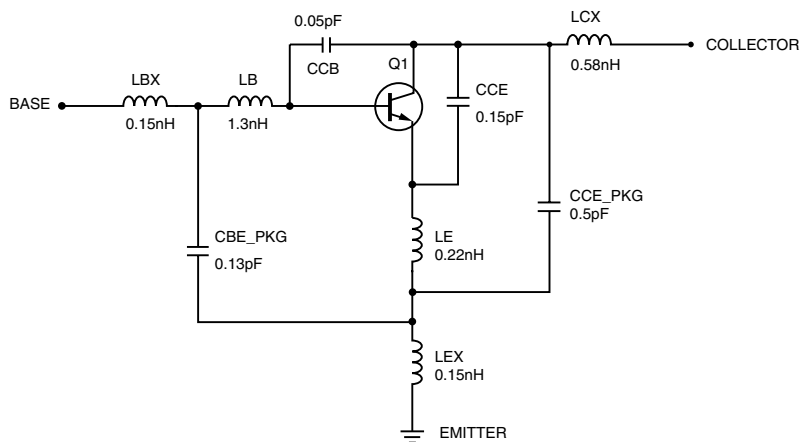 0.05pF
CCB
LCX
0.58nH
COLLECTOR
Q1
CCE
0.15pF
BASE
LBX
0.15nH
LB
1.3nH
CCE_PKG
0.5pF
CBE_PKG
0.13pF
LE
0.22nH
LEX
0.15nH
EMITTER